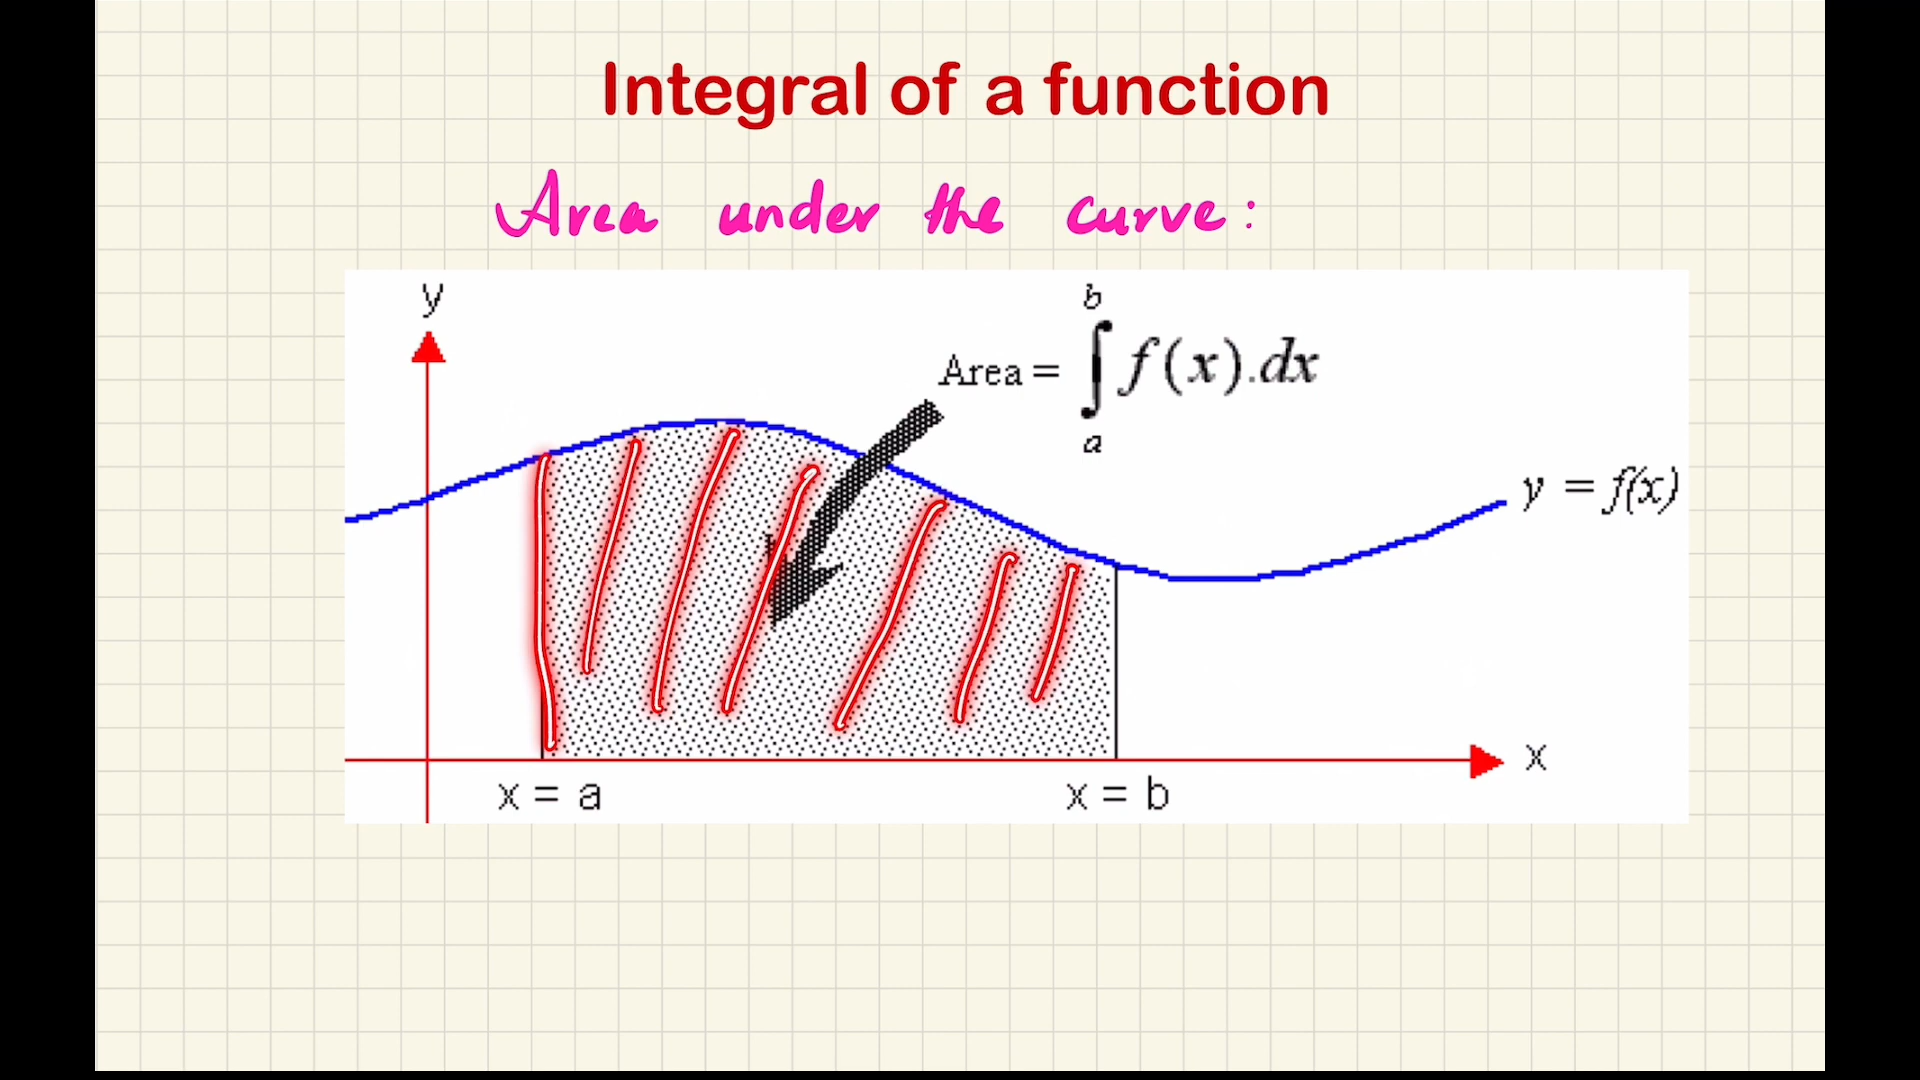 Integral of a function
Area under the curve:
y
b
Area = ∫ f(x).dx
a
y = f(x)
x
x = a
x = b